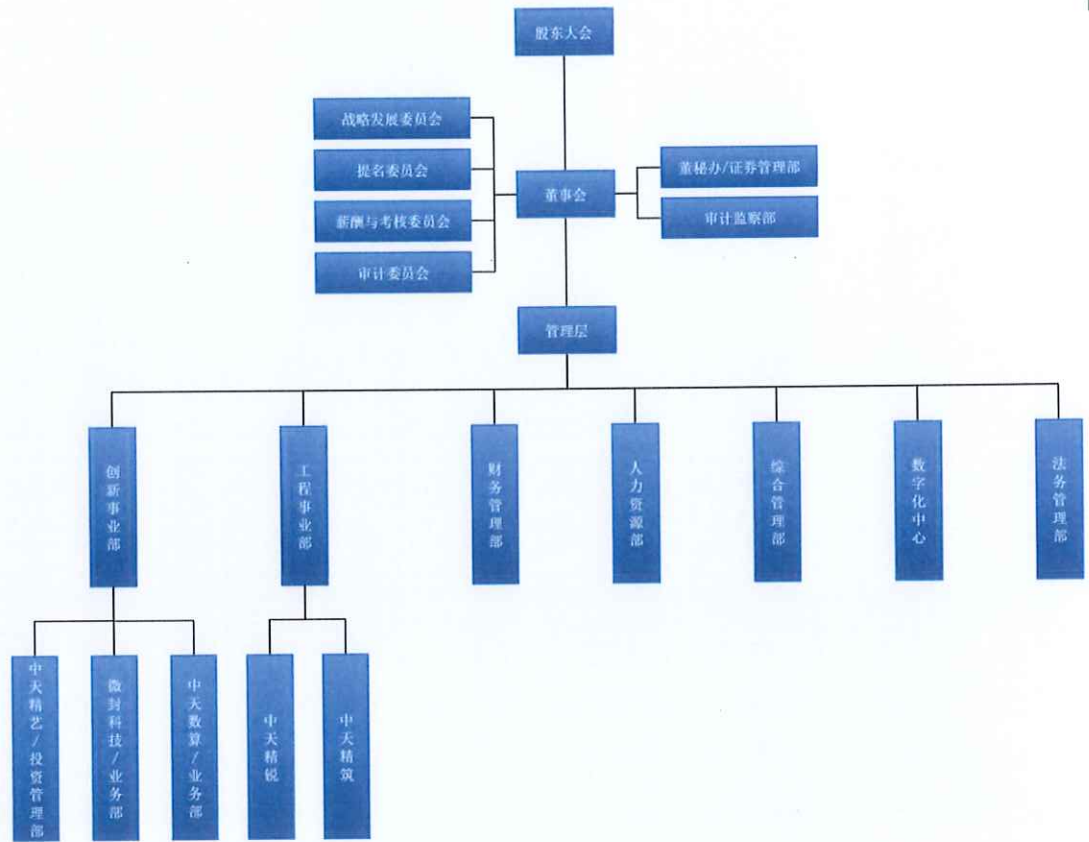 股东大会
战略发展委员会
提名委员会
薪酬与考核委员会
审计委员会
董事会
董秘办/证券管理部
审计监察部
管理层
创新事业部
工程事业部
财务管理部
人力资源部
综合管理部
数字化中心
法务管理部
中天精艺/投资管理部
微封科技/业务部
中天数算/业务部
中天精锐
中天精筑